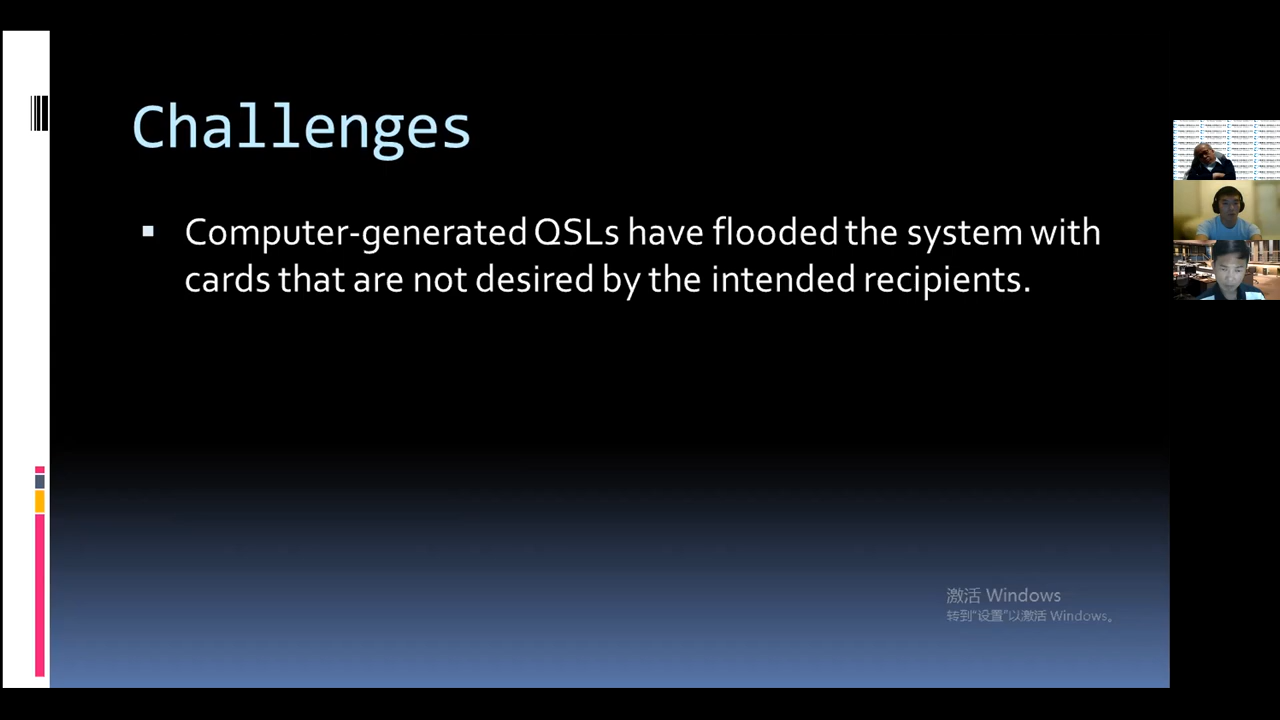 Challenges
Computer-generated QSLs have flooded the system with
cards that are not desired by the intended recipients.
激活 Windows
转到“设置”以激活 Windows。